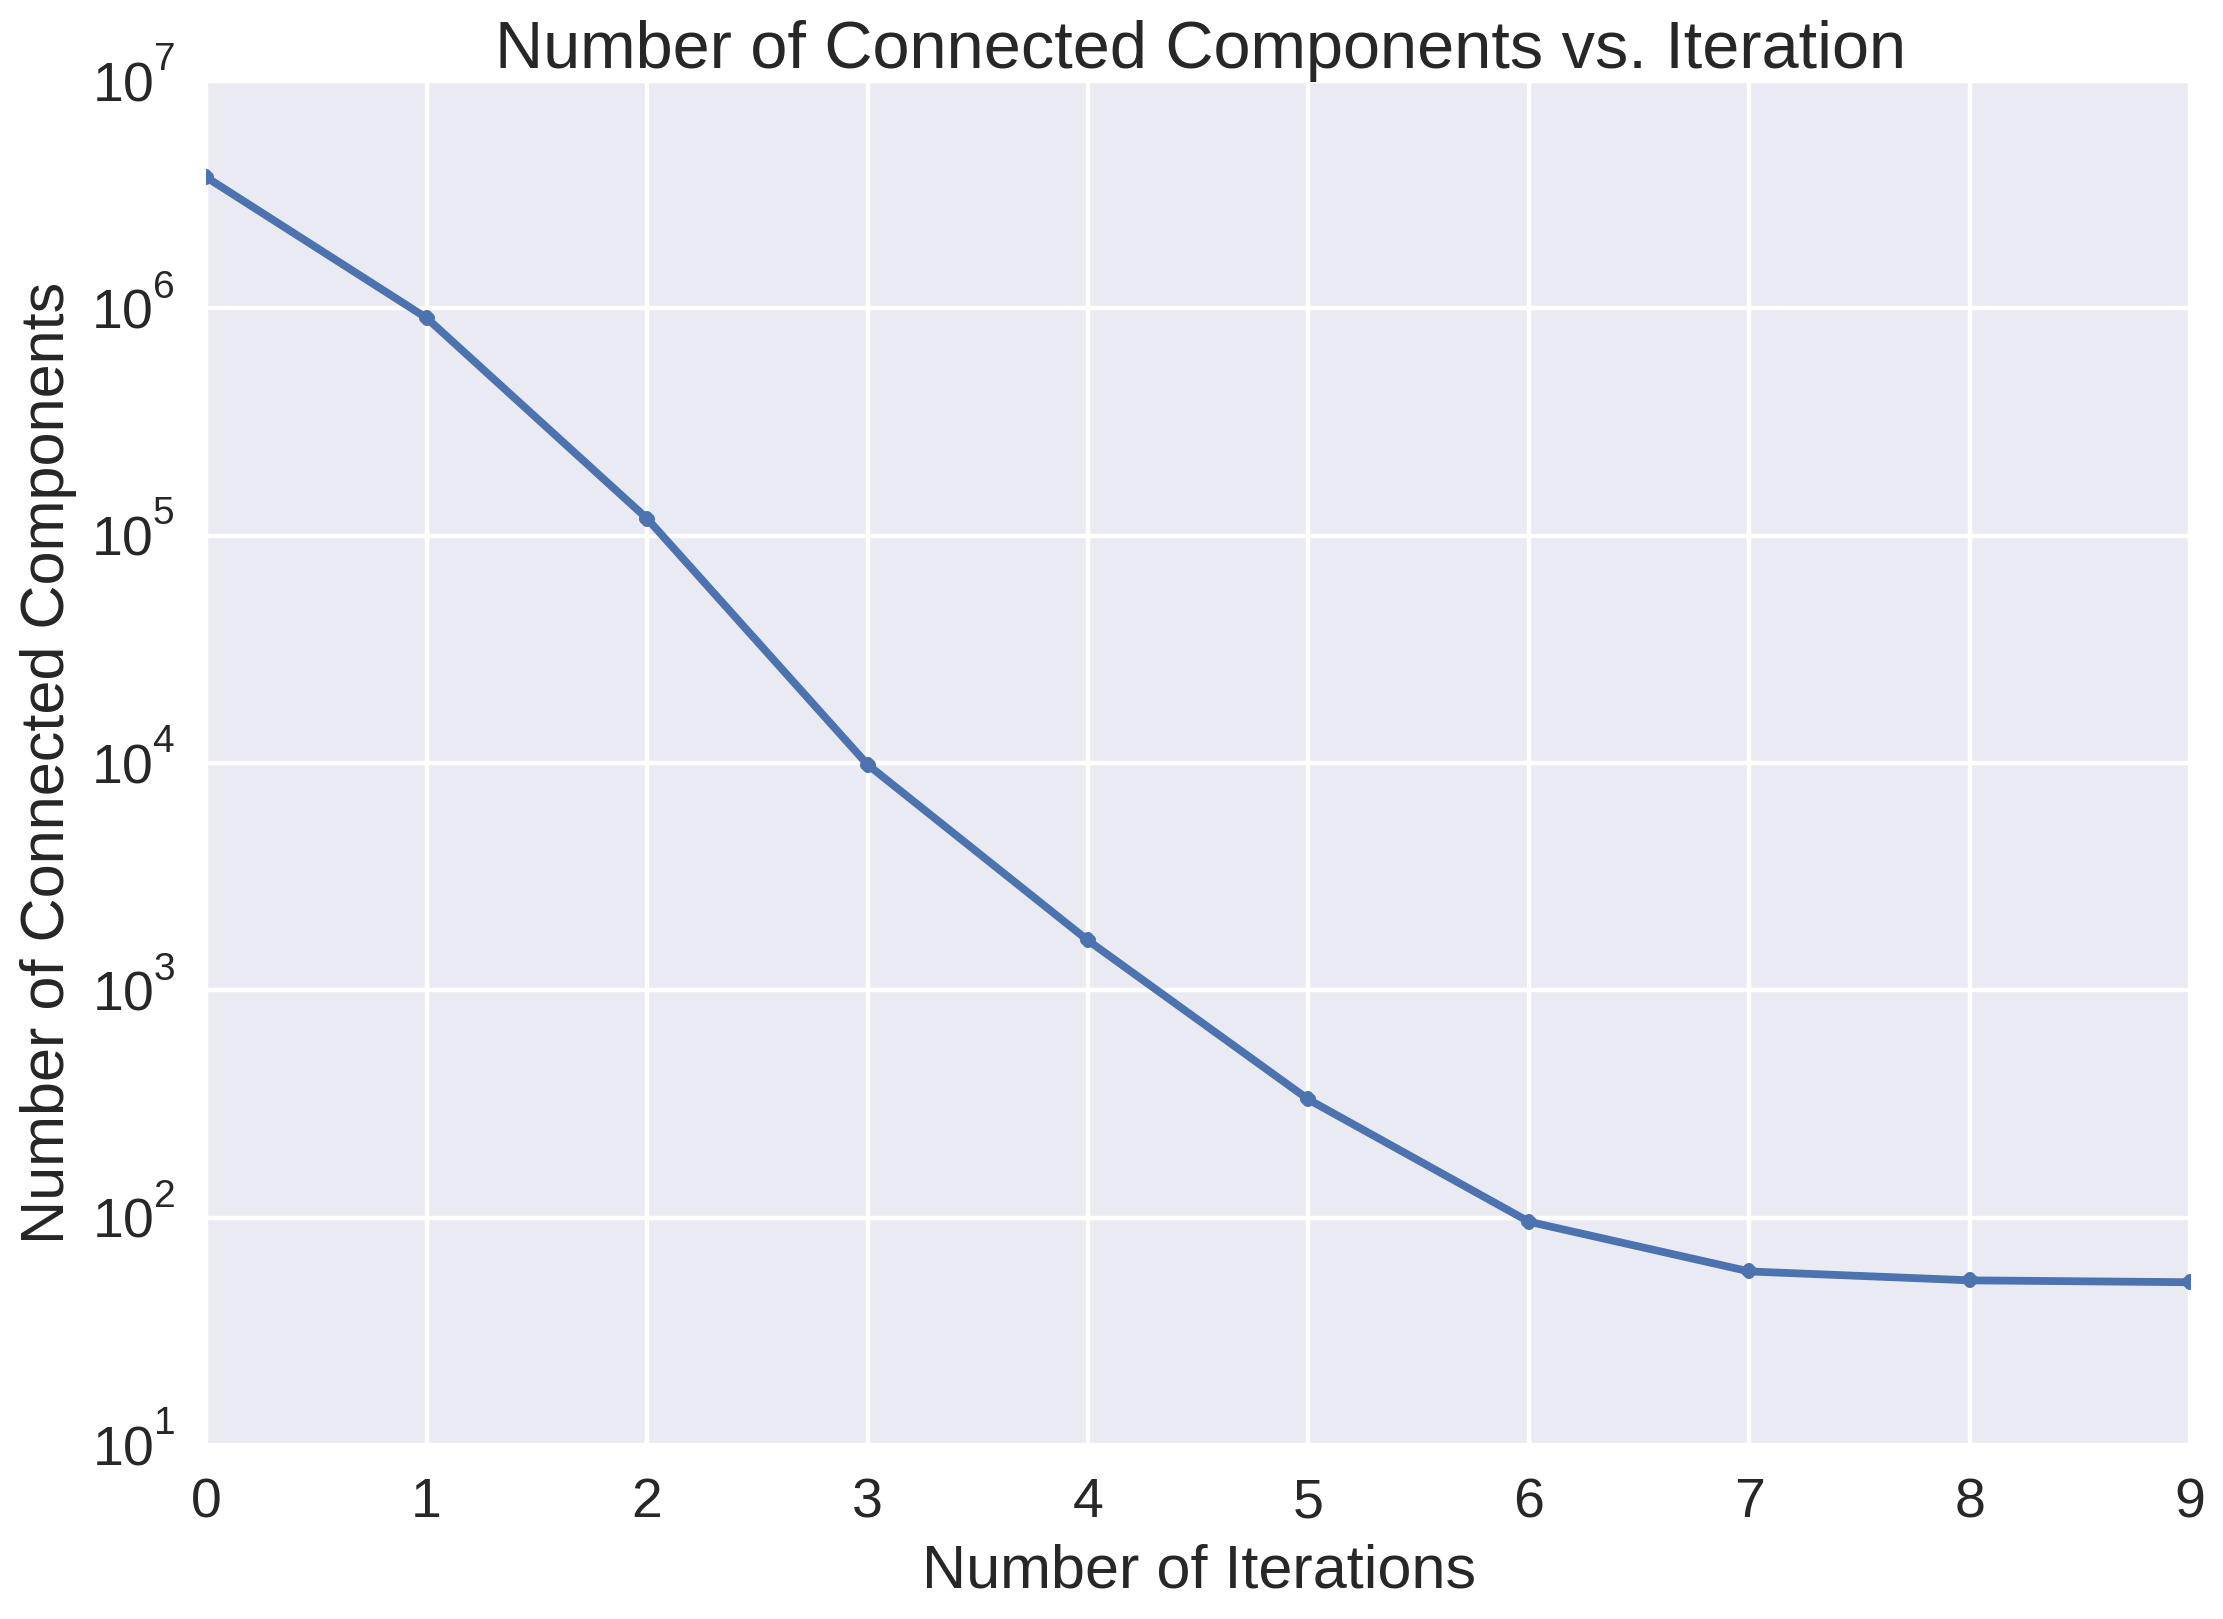 Number of Connected Components vs. Iteration
Number of Connected Components
10^7
10^6
10^5
10^4
10^3
10^2
10^1
0 1 2 3 4 5 6 7 8 9
Number of Iterations